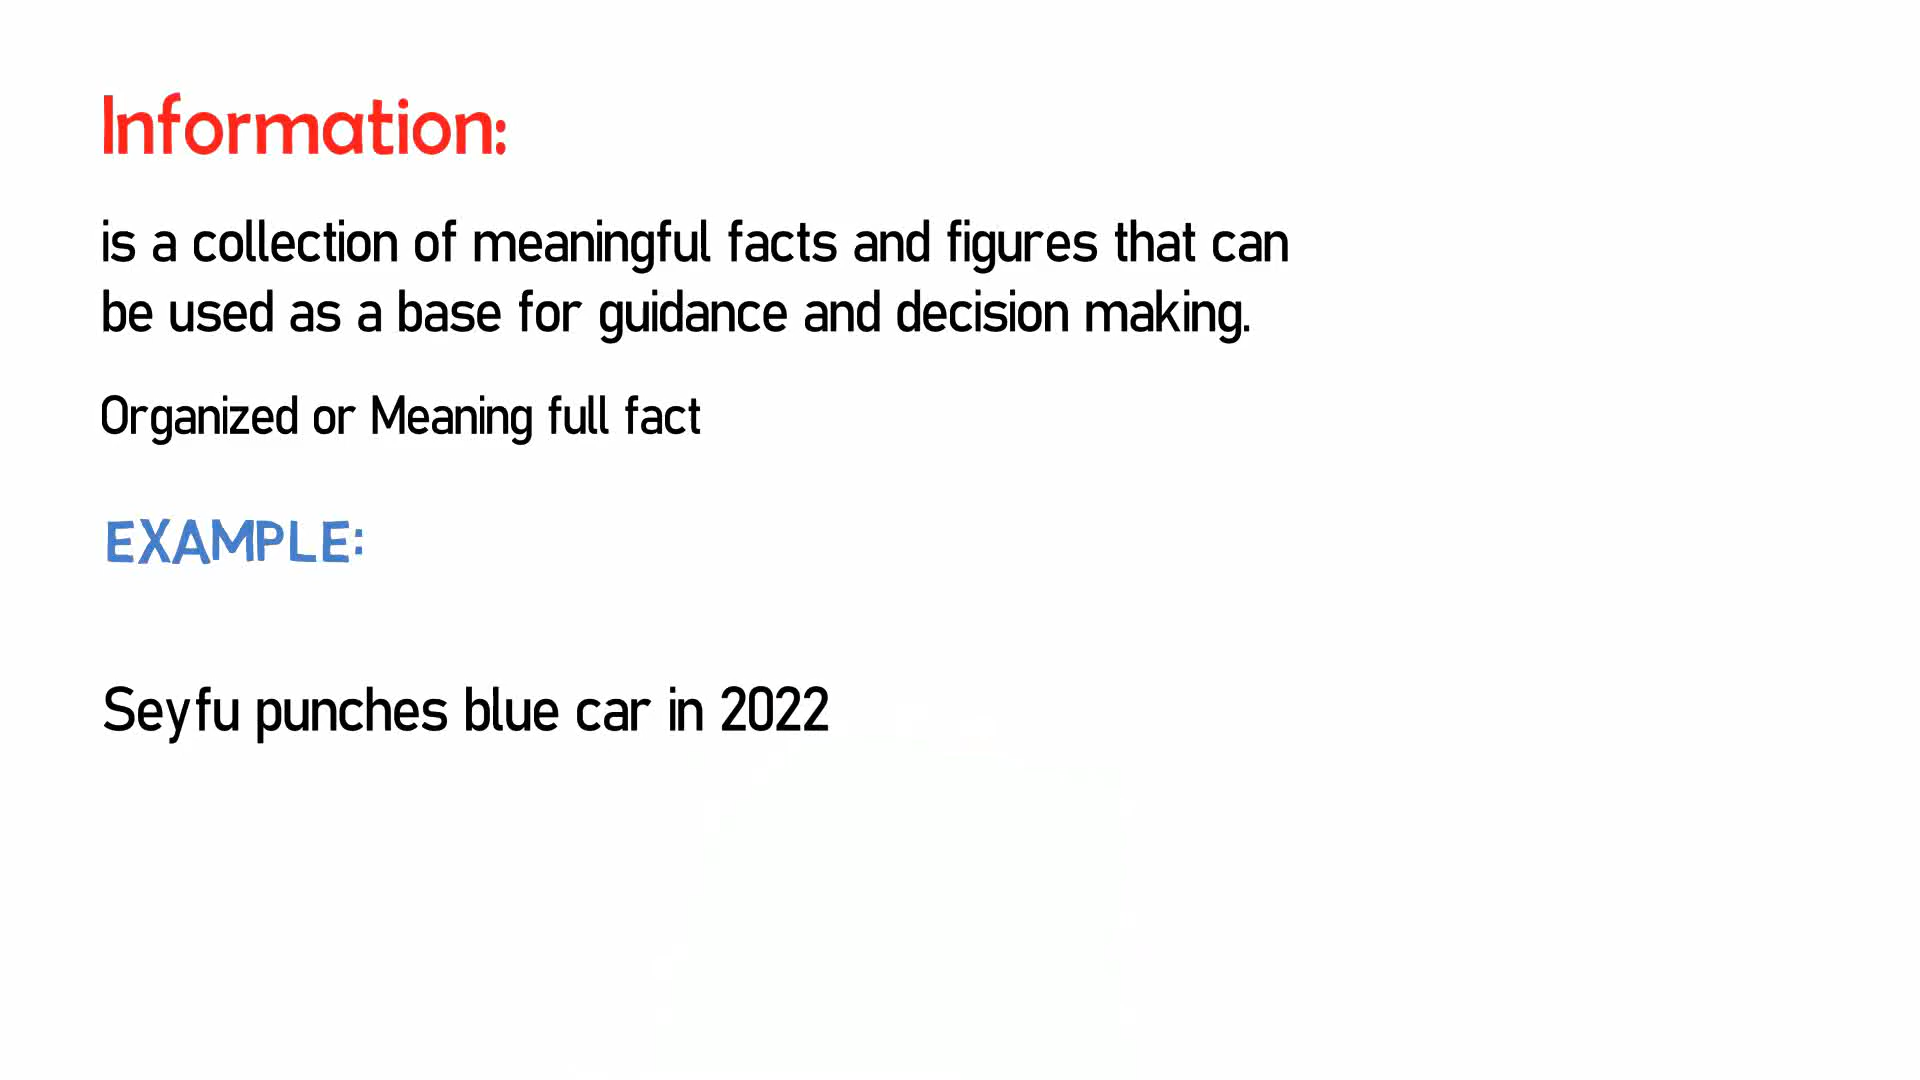 Information:
is a collection of meaningful facts and figures that can
be used as a base for guidance and decision making.
Organized or Meaning full fact
EXAMPLE:
Seyfu punches blue car in 2022